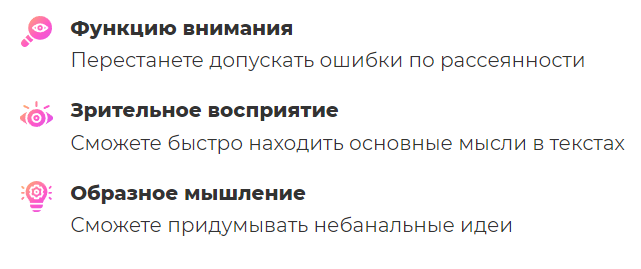 Функцию внимания
Перестанете допускать ошибки по рассеянности
Зрительное восприятие
Сможете быстро находить основные мысли в текстах
Образное мышление
Сможете придумывать небанальные идеи